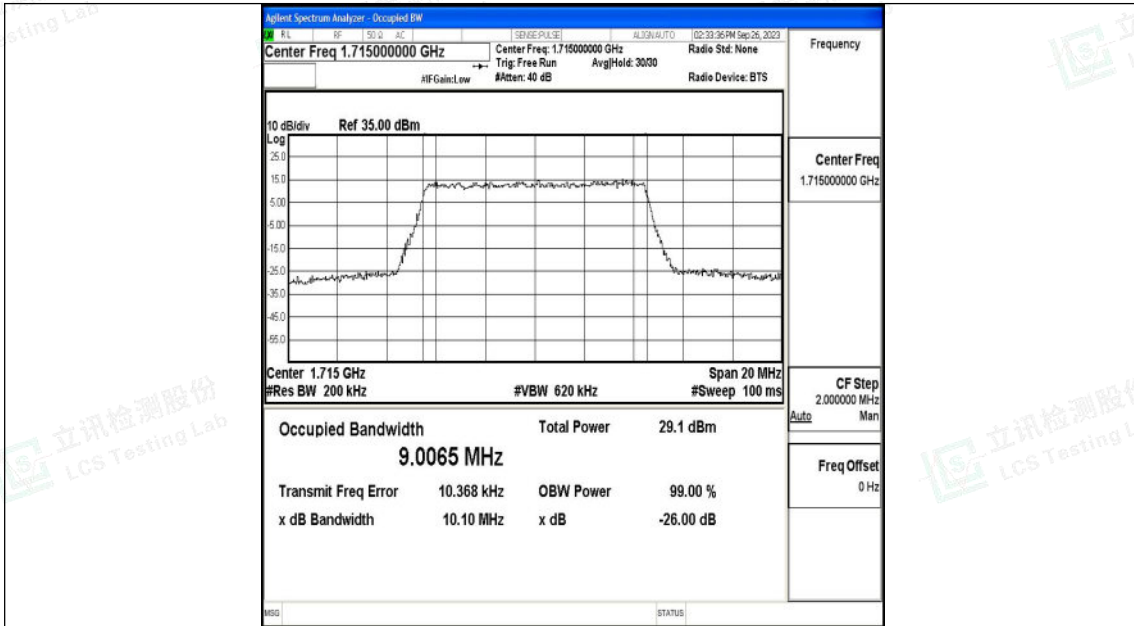 Agilent Spectrum Analyzer - Occupied BW
RL RF 50 Ω AC SENSE:PULSE ALIGNAUTO 02:33:36 PM Sep 26, 2023
Center Freq 1.715000000 GHz
Center Freq: 1.715000000 GHz
Radio Std: None
Trig: Free Run Avg|Hold: 30/30
#IFGain:Low
#Atten: 40 dB
Radio Device: BTS
Frequency
10 dB/div Ref 35.00 dBm
Log
25.0
15.0
5.00
-5.00
-15.0
-25.0
-35.0
-45.0
-55.0
Center Freq
1.715000000 GHz
Center 1.715 GHz Span 20 MHz
#Res BW 200 kHz #VBW 620 kHz #Sweep 100 ms
CF Step
2.000000 MHz
Auto Man
Occupied Bandwidth Total Power 29.1 dBm
9.0065 MHz
Transmit Freq Error 10.368 kHz OBW Power 99.00 %
x dB Bandwidth 10.10 MHz x dB -26.00 dB
Freq Offset
0 Hz
MSG STATUS
立讯检测股份
LCS Testing Lab
立讯检测股份
LCS Testing L
sting Lab